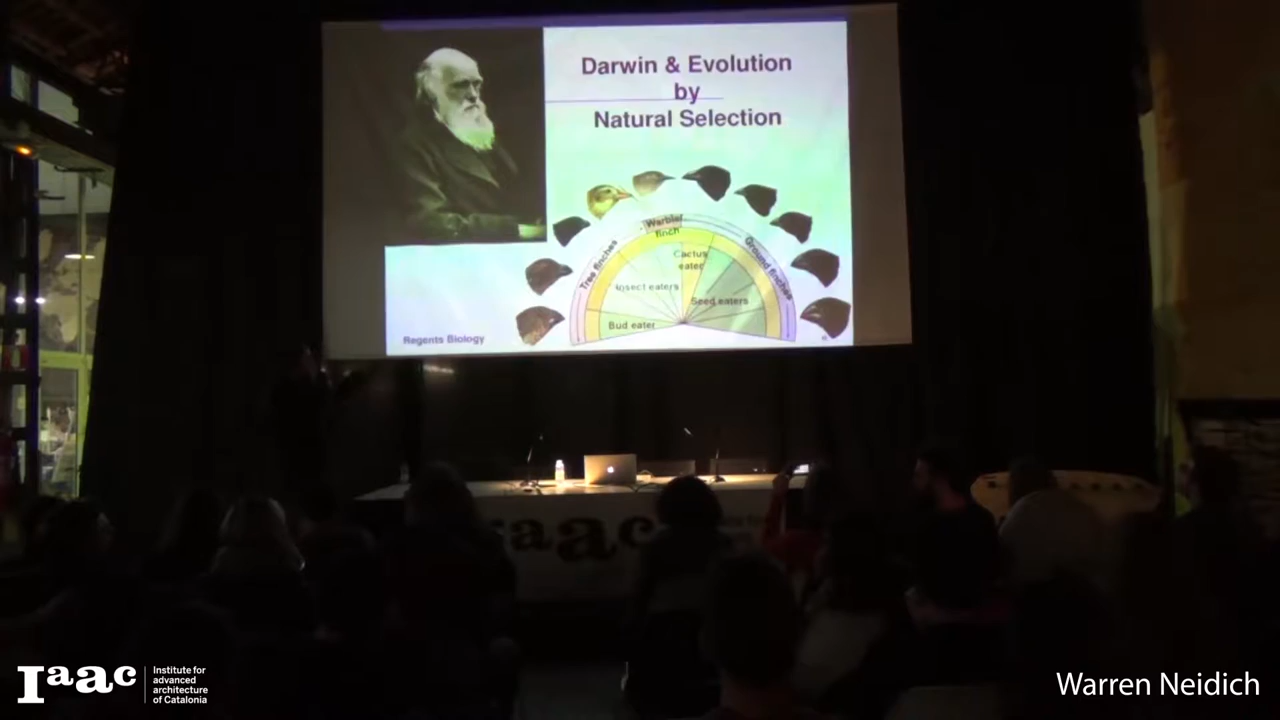 Darwin & Evolution
by
Natural Selection
Warbler
finch
Tree finches
Ground finches
Cactus
eater
Insect eaters
Seed eaters
Bud eater
Regents Biology
Iaac
Iaac
Institute for
advanced
architecture
of Catalonia
Warren Neidich